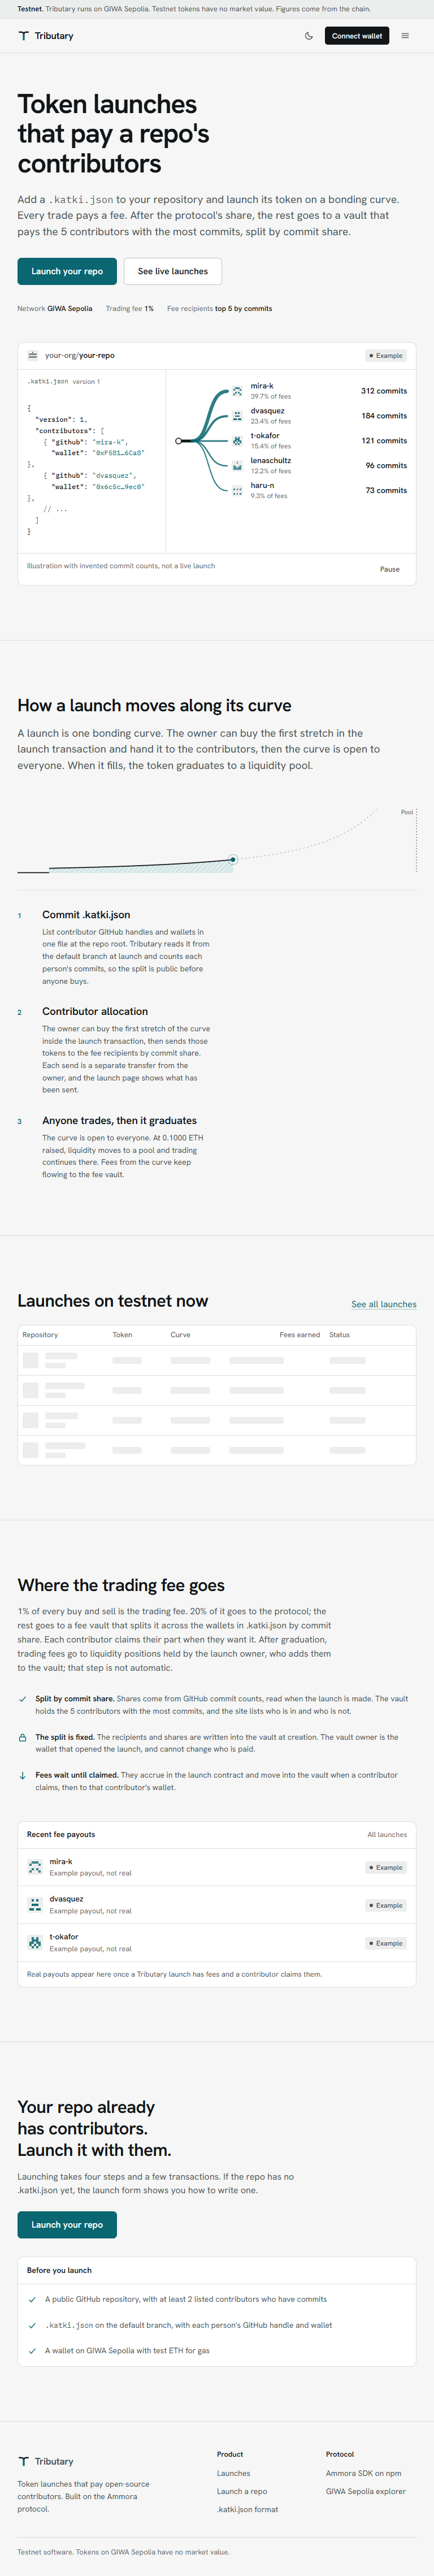 Testnet. Tributary runs on GIWA Sepolia. Testnet tokens have no market value. Figures come from the chain.
Tributary
Connect wallet
Token launches
that pay a repo's
contributors
Add a .katki.json to your repository and launch its token on a bonding curve.
Every trade pays a fee. After the protocol's share, the rest goes to a vault that
pays the 5 contributors with the most commits, split by commit share.
Launch your repo
See live launches
Network GIWA Sepolia
Trading fee 1%
Fee recipients top 5 by commits
your-org/your-repo
Example
.katki.json version 1
{
"version": 1,
"contributors": [
{ "github": "mira-k",
"wallet": "0xF681…6Ca8"
},
{ "github": "dvasquez",
"wallet": "0x6c5c…9ec0"
},
// ...
]
}
mira-k
39.7% of fees
312 commits
dvasquez
23.4% of fees
184 commits
t-okafor
15.4% of fees
121 commits
lenaschultz
12.2% of fees
96 commits
haru-n
9.3% of fees
73 commits
Illustration with invented commit counts, not a live launch
Pause
How a launch moves along its curve
A launch is one bonding curve. The owner can buy the first stretch in the
launch transaction and hand it to the contributors, then the curve is open to
everyone. When it fills, the token graduates to a liquidity pool.
Pool
1
Commit .katki.json
List contributor GitHub handles and wallets in
one file at the repo root. Tributary reads it from
the default branch at launch and counts each
person's commits, so the split is public before
anyone buys.
2
Contributor allocation
The owner can buy the first stretch of the curve
inside the launch transaction, then sends those
tokens to the fee recipients by commit share.
Each send is a separate transfer from the
owner, and the launch page shows what has
been sent.
3
Anyone trades, then it graduates
The curve is open to everyone. At 0.1000 ETH
raised, liquidity moves to a pool and trading
continues there. Fees from the curve keep
flowing to the fee vault.
Launches on testnet now
See all launches
Repository
Token
Curve
Fees earned
Status
Where the trading fee goes
1% of every buy and sell is the trading fee. 20% of it goes to the protocol; the
rest goes to a fee vault that splits it across the wallets in .katki.json by commit
share. Each contributor claims their part when they want it. After graduation,
trading fees go to liquidity positions held by the launch owner, who adds them
to the vault; that step is not automatic.
Split by commit share. Shares come from GitHub commit counts, read when the launch is made. The vault
holds the 5 contributors with the most commits, and the site lists who is in and who is not.
The split is fixed. The recipients and shares are written into the vault at creation. The vault owner is the
wallet that opened the launch, and cannot change who is paid.
Fees wait until claimed. They accrue in the launch contract and move into the vault when a contributor
claims, then to that contributor's wallet.
Recent fee payouts
All launches
mira-k
Example payout, not real
Example
dvasquez
Example payout, not real
Example
t-okafor
Example payout, not real
Example
Real payouts appear here once a Tributary launch has fees and a contributor claims them.
Your repo already
has contributors.
Launch it with them.
Launching takes four steps and a few transactions. If the repo has no
.katki.json yet, the launch form shows you how to write one.
Launch your repo
Before you launch
A public GitHub repository, with at least 2 listed contributors who have commits
.katki.json on the default branch, with each person's GitHub handle and wallet
A wallet on GIWA Sepolia with test ETH for gas
Tributary
Token launches that pay open-source
contributors. Built on the Ammora
protocol.
Product
Launches
Launch a repo
.katki.json format
Protocol
Ammora SDK on npm
GIWA Sepolia explorer
Testnet software. Tokens on GIWA Sepolia have no market value.